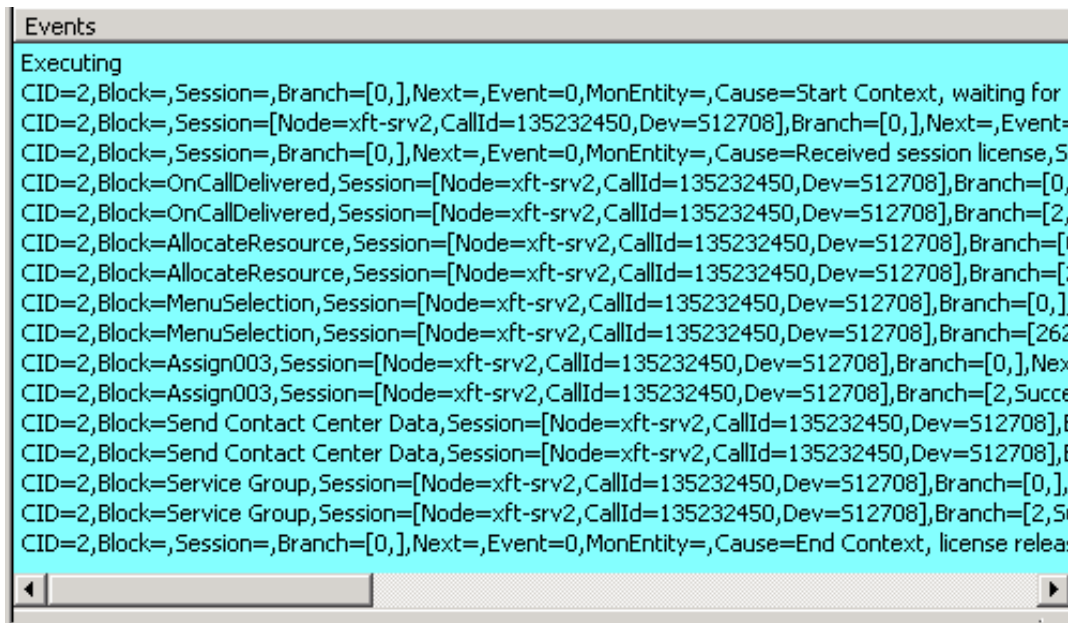 Events
Executing
CID=2,Block=,Session=,Branch=[0,],Next=,Event=0,MonEntity=,Cause=Start Context, waiting for
CID=2,Block=,Session=[Node=xft-srv2,CallId=135232450,Dev=S12708],Branch=[0,],Next=,Event=
CID=2,Block=,Session=,Branch=[0,],Next=,Event=0,MonEntity=,Cause=Received session license,S
CID=2,Block=OnCallDelivered,Session=[Node=xft-srv2,CallId=135232450,Dev=S12708],Branch=[0,
CID=2,Block=OnCallDelivered,Session=[Node=xft-srv2,CallId=135232450,Dev=S12708],Branch=[2,
CID=2,Block=AllocateResource,Session=[Node=xft-srv2,CallId=135232450,Dev=S12708],Branch=[
CID=2,Block=AllocateResource,Session=[Node=xft-srv2,CallId=135232450,Dev=S12708],Branch=[
CID=2,Block=MenuSelection,Session=[Node=xft-srv2,CallId=135232450,Dev=S12708],Branch=[0,]
CID=2,Block=MenuSelection,Session=[Node=xft-srv2,CallId=135232450,Dev=S12708],Branch=[262
CID=2,Block=Assign003,Session=[Node=xft-srv2,CallId=135232450,Dev=S12708],Branch=[0,],Nex
CID=2,Block=Assign003,Session=[Node=xft-srv2,CallId=135232450,Dev=S12708],Branch=[2,Succe
CID=2,Block=Send Contact Center Data,Session=[Node=xft-srv2,CallId=135232450,Dev=S12708],
CID=2,Block=Send Contact Center Data,Session=[Node=xft-srv2,CallId=135232450,Dev=S12708],
CID=2,Block=Service Group,Session=[Node=xft-srv2,CallId=135232450,Dev=S12708],Branch=[0,],
CID=2,Block=Service Group,Session=[Node=xft-srv2,CallId=135232450,Dev=S12708],Branch=[2,S
CID=2,Block=,Session=,Branch=[0,],Next=,Event=0,MonEntity=,Cause=End Context, license relea